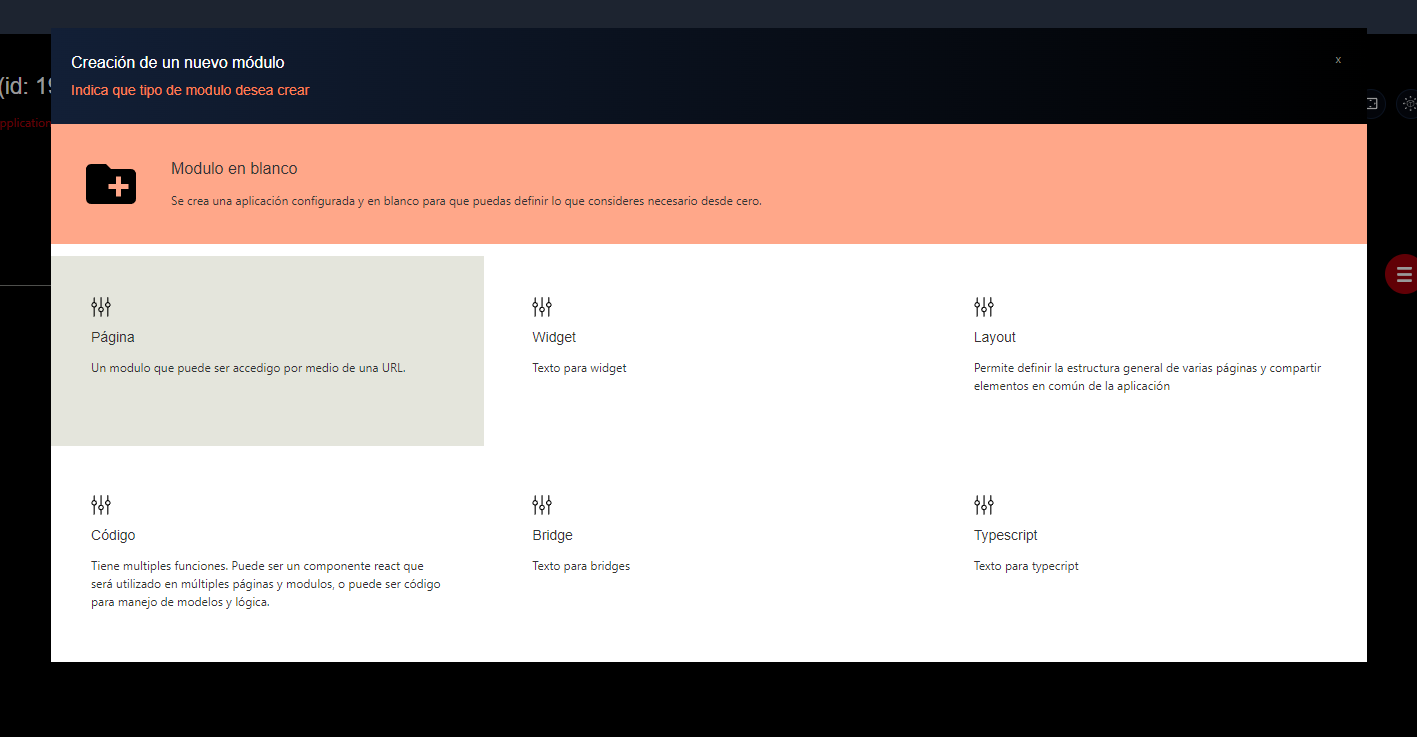 Creación de un nuevo módulo
x
Indica que tipo de modulo desea crear
(id: 19
pplication
Modulo en blanco
Se crea una aplicación configurada y en blanco para que puedas definir lo que consideres necesario desde cero.
Página
Un modulo que puede ser accedigo por medio de una URL.
Widget
Texto para widget
Layout
Permite definir la estructura general de varias páginas y compartir
elementos en común de la aplicación
Código
Tiene multiples funciones. Puede ser un componente react que
será utilizado en múltiples páginas y modulos, o puede ser código
para manejo de modelos y lógica.
Bridge
Texto para bridges
Typescript
Texto para typecript